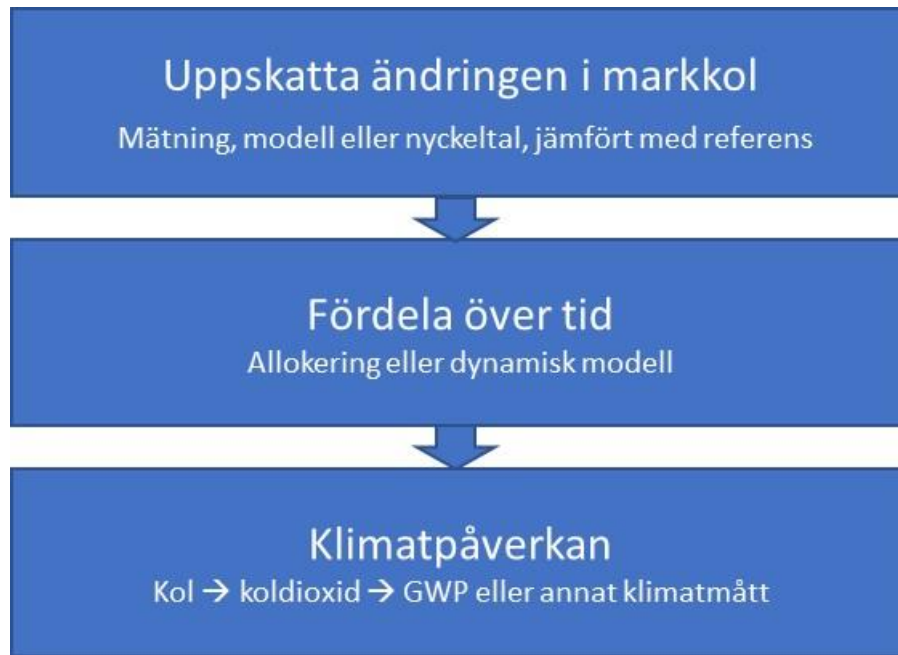 Uppskatta ändringen i markkol
Mätning, modell eller nyckeltal, jämfört med referens
Fördela över tid
Allokering eller dynamisk modell
Klimatpåverkan
Kol → koldioxid → GWP eller annat klimatmått